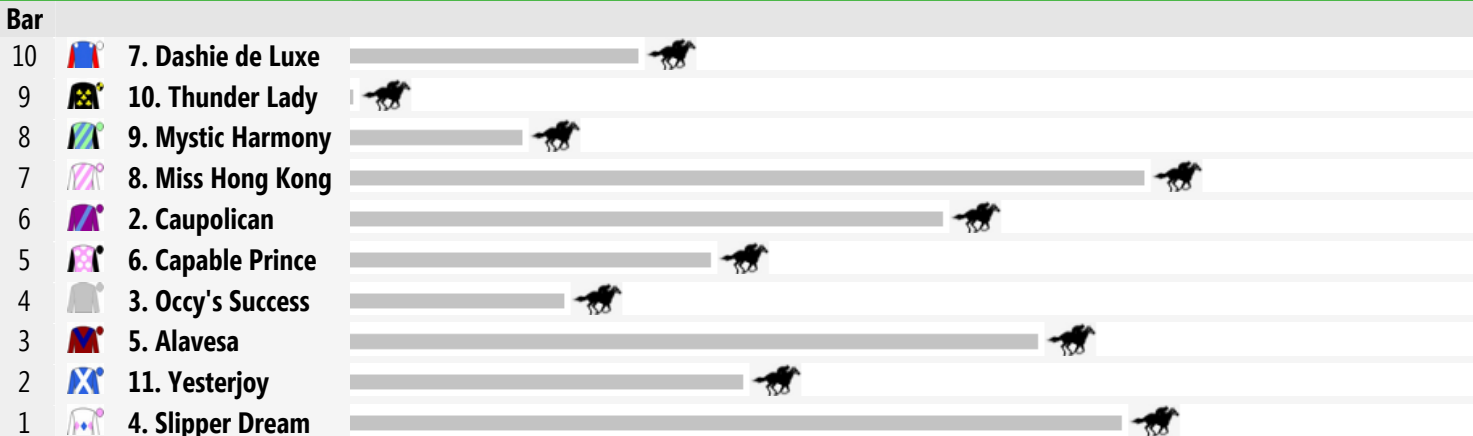 Bar
10 7. Dashie de Luxe
9 10. Thunder Lady
8 9. Mystic Harmony
7 8. Miss Hong Kong
6 2. Caupolican
5 6. Capable Prince
4 3. Occy's Success
3 5. Alavesa
2 11. Yesterjoy
1 4. Slipper Dream